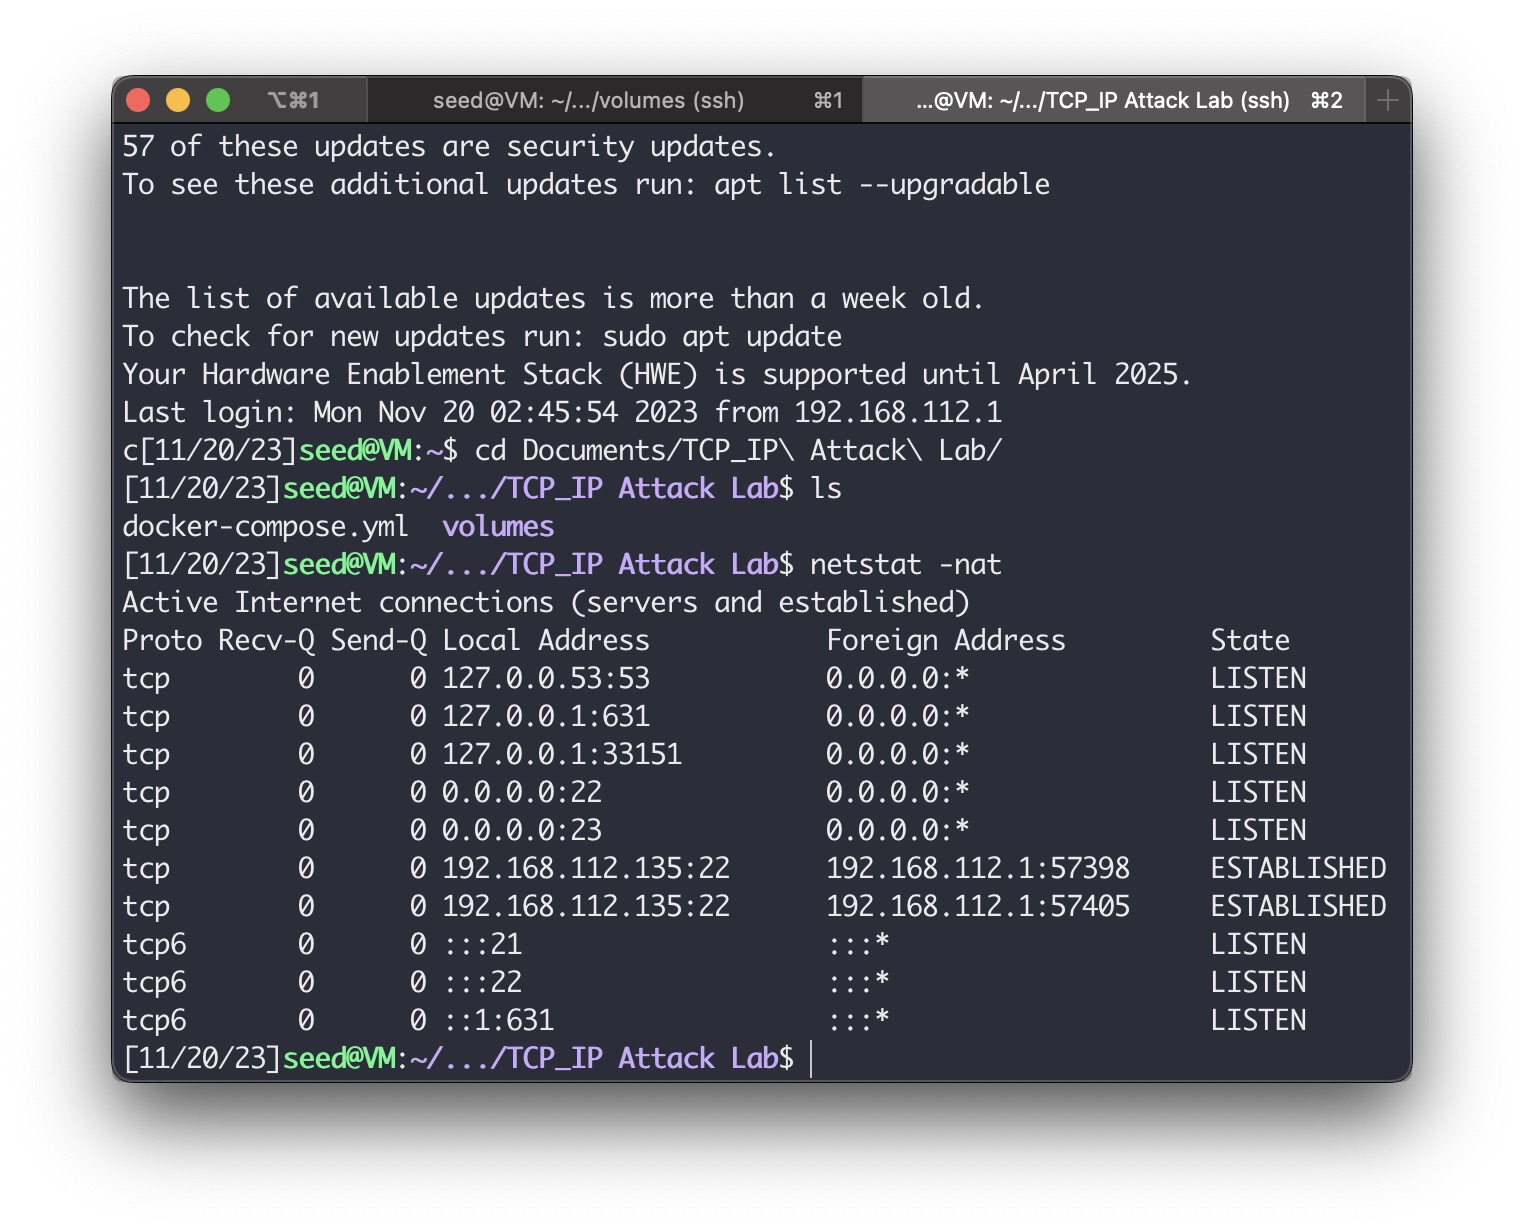 ⌥⌘1 seed@VM: ~/.../volumes (ssh) ⌘1 ...@VM: ~/.../TCP_IP Attack Lab (ssh) ⌘2 +
57 of these updates are security updates.
To see these additional updates run: apt list --upgradable
The list of available updates is more than a week old.
To check for new updates run: sudo apt update
Your Hardware Enablement Stack (HWE) is supported until April 2025.
Last login: Mon Nov 20 02:45:54 2023 from 192.168.112.1
c[11/20/23]seed@VM:~$ cd Documents/TCP_IP\ Attack\ Lab/
[11/20/23]seed@VM:~/.../TCP_IP Attack Lab$ ls
docker-compose.yml  volumes
[11/20/23]seed@VM:~/.../TCP_IP Attack Lab$ netstat -nat
Active Internet connections (servers and established)
Proto Recv-Q Send-Q Local Address           Foreign Address         State
tcp        0      0 127.0.0.53:53           0.0.0.0:*               LISTEN
tcp        0      0 127.0.0.1:631           0.0.0.0:*               LISTEN
tcp        0      0 127.0.0.1:33151         0.0.0.0:*               LISTEN
tcp        0      0 0.0.0.0:22              0.0.0.0:*               LISTEN
tcp        0      0 0.0.0.0:23              0.0.0.0:*               LISTEN
tcp        0      0 192.168.112.135:22      192.168.112.1:57398     ESTABLISHED
tcp        0      0 192.168.112.135:22      192.168.112.1:57405     ESTABLISHED
tcp6       0      0 :::21                   :::*                    LISTEN
tcp6       0      0 :::22                   :::*                    LISTEN
tcp6       0      0 ::1:631                 :::*                    LISTEN
[11/20/23]seed@VM:~/.../TCP_IP Attack Lab$